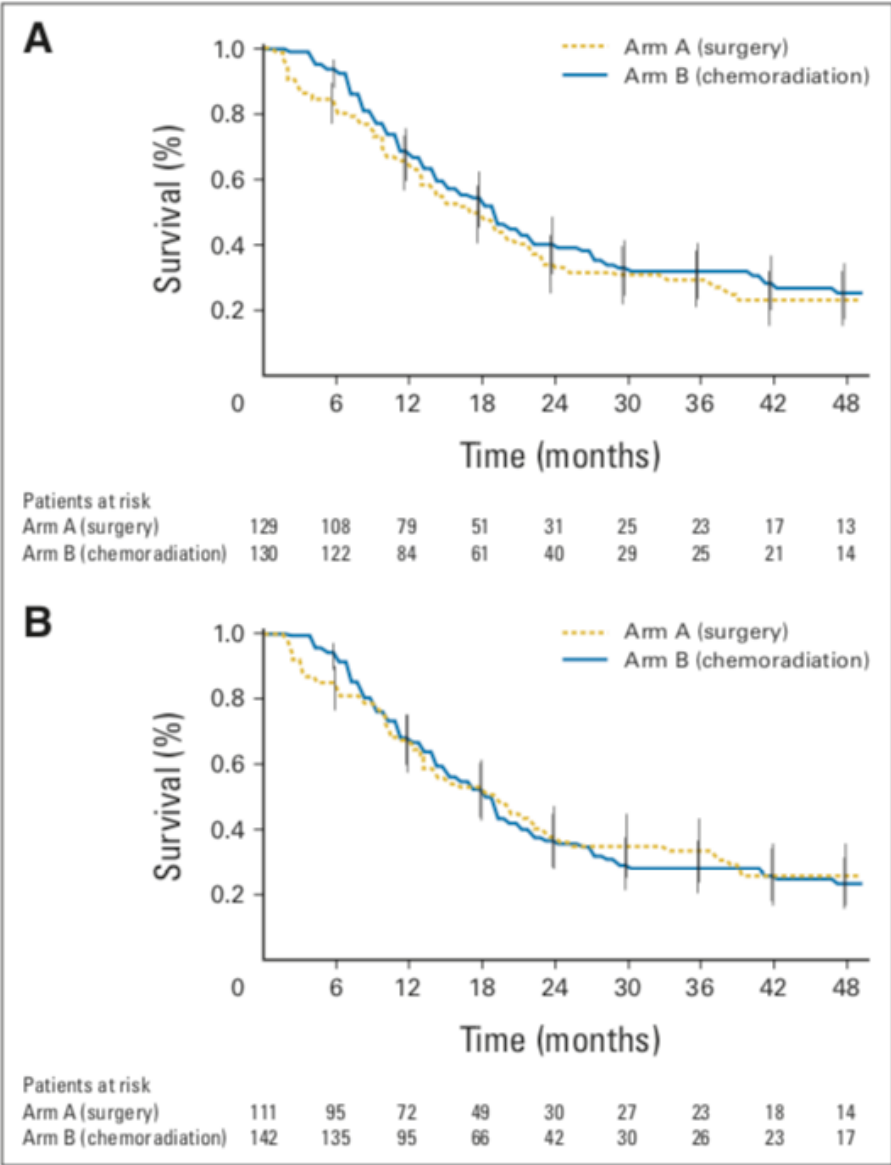 A
1.0
0.8
0.6
0.4
0.2
Survival (%)
Arm A (surgery)
Arm B (chemoradiation)
0 6 12 18 24 30 36 42 48
Time (months)
Patients at risk
Arm A (surgery) 129 108 79 51 31 25 23 17 13
Arm B (chemoradiation) 130 122 84 61 40 29 25 21 14
B
1.0
0.8
0.6
0.4
0.2
Survival (%)
Arm A (surgery)
Arm B (chemoradiation)
0 6 12 18 24 30 36 42 48
Time (months)
Patients at risk
Arm A (surgery) 111 95 72 49 30 27 23 18 14
Arm B (chemoradiation) 142 135 95 66 42 30 26 23 17